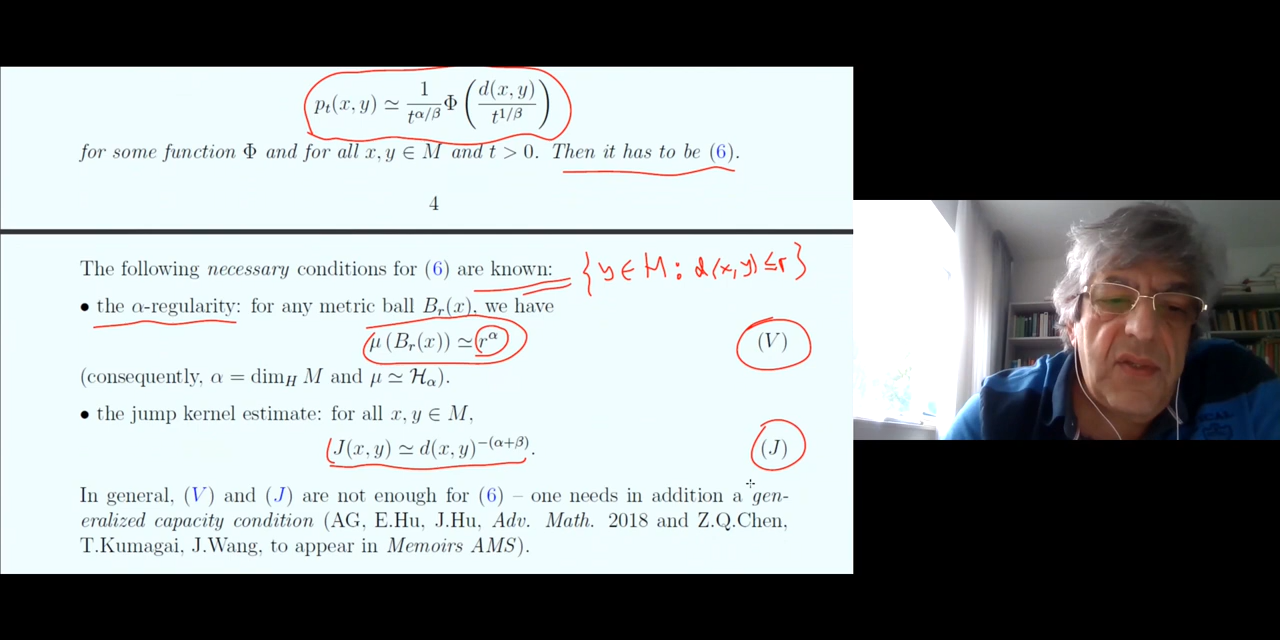 p_t(x, y) ≃ 1/t^{α/β} Φ (d(x, y)/t^{1/β})
for some function Φ and for all x, y ∈ M and t > 0. Then it has to be (6).
4
The following necessary conditions for (6) are known: {y ∈ M : d(x, y) ≤ r}
• the α-regularity: for any metric ball B_r(x), we have
μ (B_r(x)) ≃ r^α (V)
(consequently, α = dim_H M and μ ≃ H_α).
• the jump kernel estimate: for all x, y ∈ M,
J(x, y) ≃ d(x, y)^{-(α+β)}. (J)
In general, (V) and (J) are not enough for (6) – one needs in addition a gen-
eralized capacity condition (AG, E.Hu, J.Hu, Adv. Math. 2018 and Z.Q.Chen,
T.Kumagai, J.Wang, to appear in Memoirs AMS).